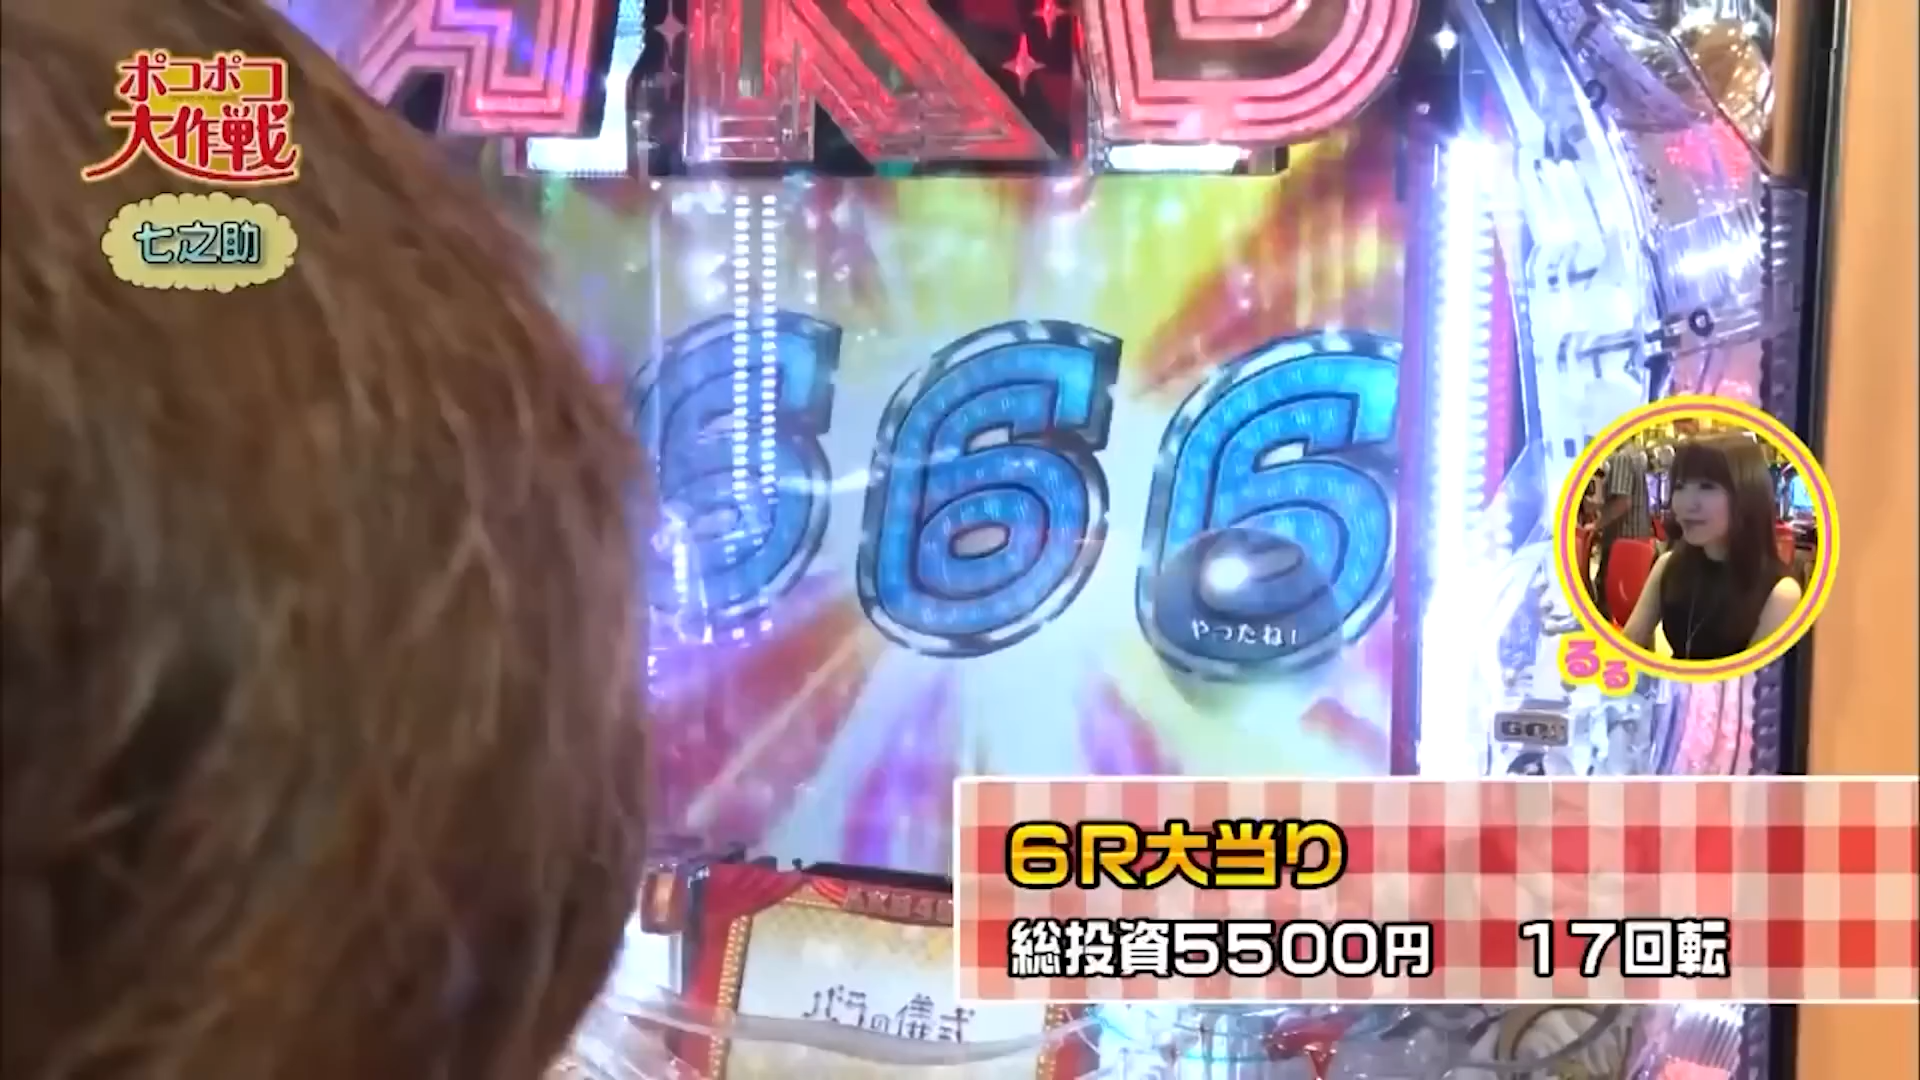 ポコポコ
大作戦
七之助
AKB
666
やったね!
るる
6R大当り
総投資5500円 17回転
AKB48
バラの儀式